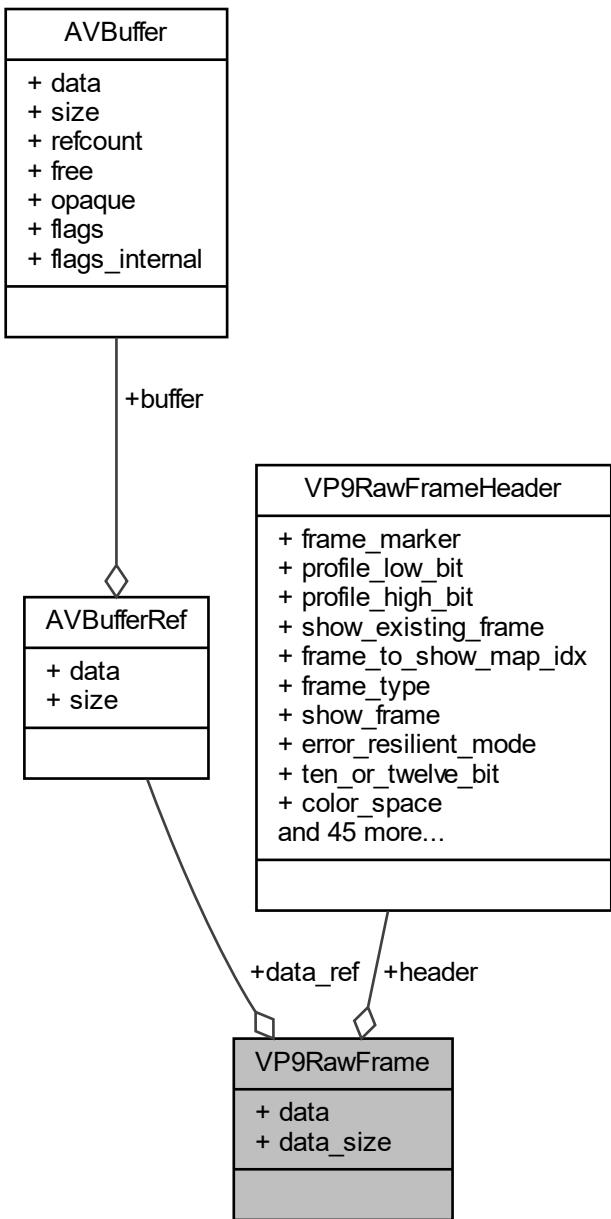 AVBuffer
+ data
+ size
+ refcount
+ free
+ opaque
+ flags
+ flags_internal
+buffer
AVBufferRef
+ data
+ size
VP9RawFrameHeader
+ frame_marker
+ profile_low_bit
+ profile_high_bit
+ show_existing_frame
+ frame_to_show_map_idx
+ frame_type
+ show_frame
+ error_resilient_mode
+ ten_or_twelve_bit
+ color_space
and 45 more...
+data_ref
+header
VP9RawFrame
+ data
+ data_size